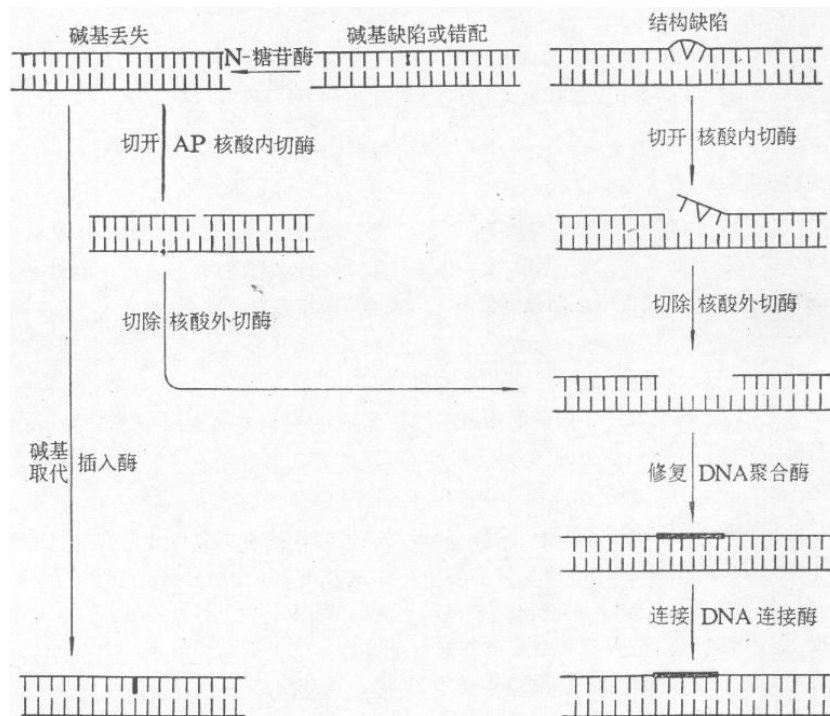 碱基丢失
N-糖苷酶
碱基缺陷或错配
结构缺陷
切开 AP 核酸内切酶
切开 核酸内切酶
切除 核酸外切酶
切除 核酸外切酶
碱基
取代
插入酶
修复 DNA聚合酶
连接 DNA 连接酶